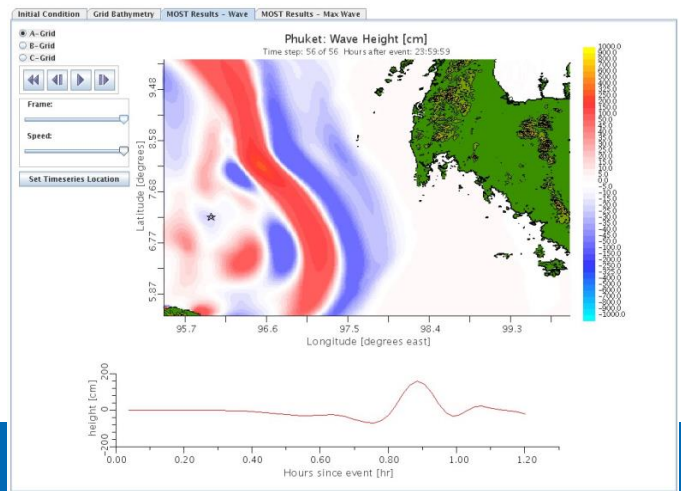 Initial Condition Grid Bathymetry MOST Results - Wave MOST Results - Max Wave
A-Grid
B-Grid
C-Grid
Frame:
Speed:
Set Timeseries Location
Phuket: Wave Height [cm]
Time step: 56 of 56 Hours after event: 23:59:59
Latitude [degrees]
9.48
8.58
7.68
6.77
5.87
95.7 96.6 97.5 98.4 99.3
Longitude [degrees east]
1000.0
900.0
-900.0
-1000.0
height [cm]
200
0
-200
0.00 0.20 0.40 0.60 0.80 1.00 1.20
Hours since event [hr]